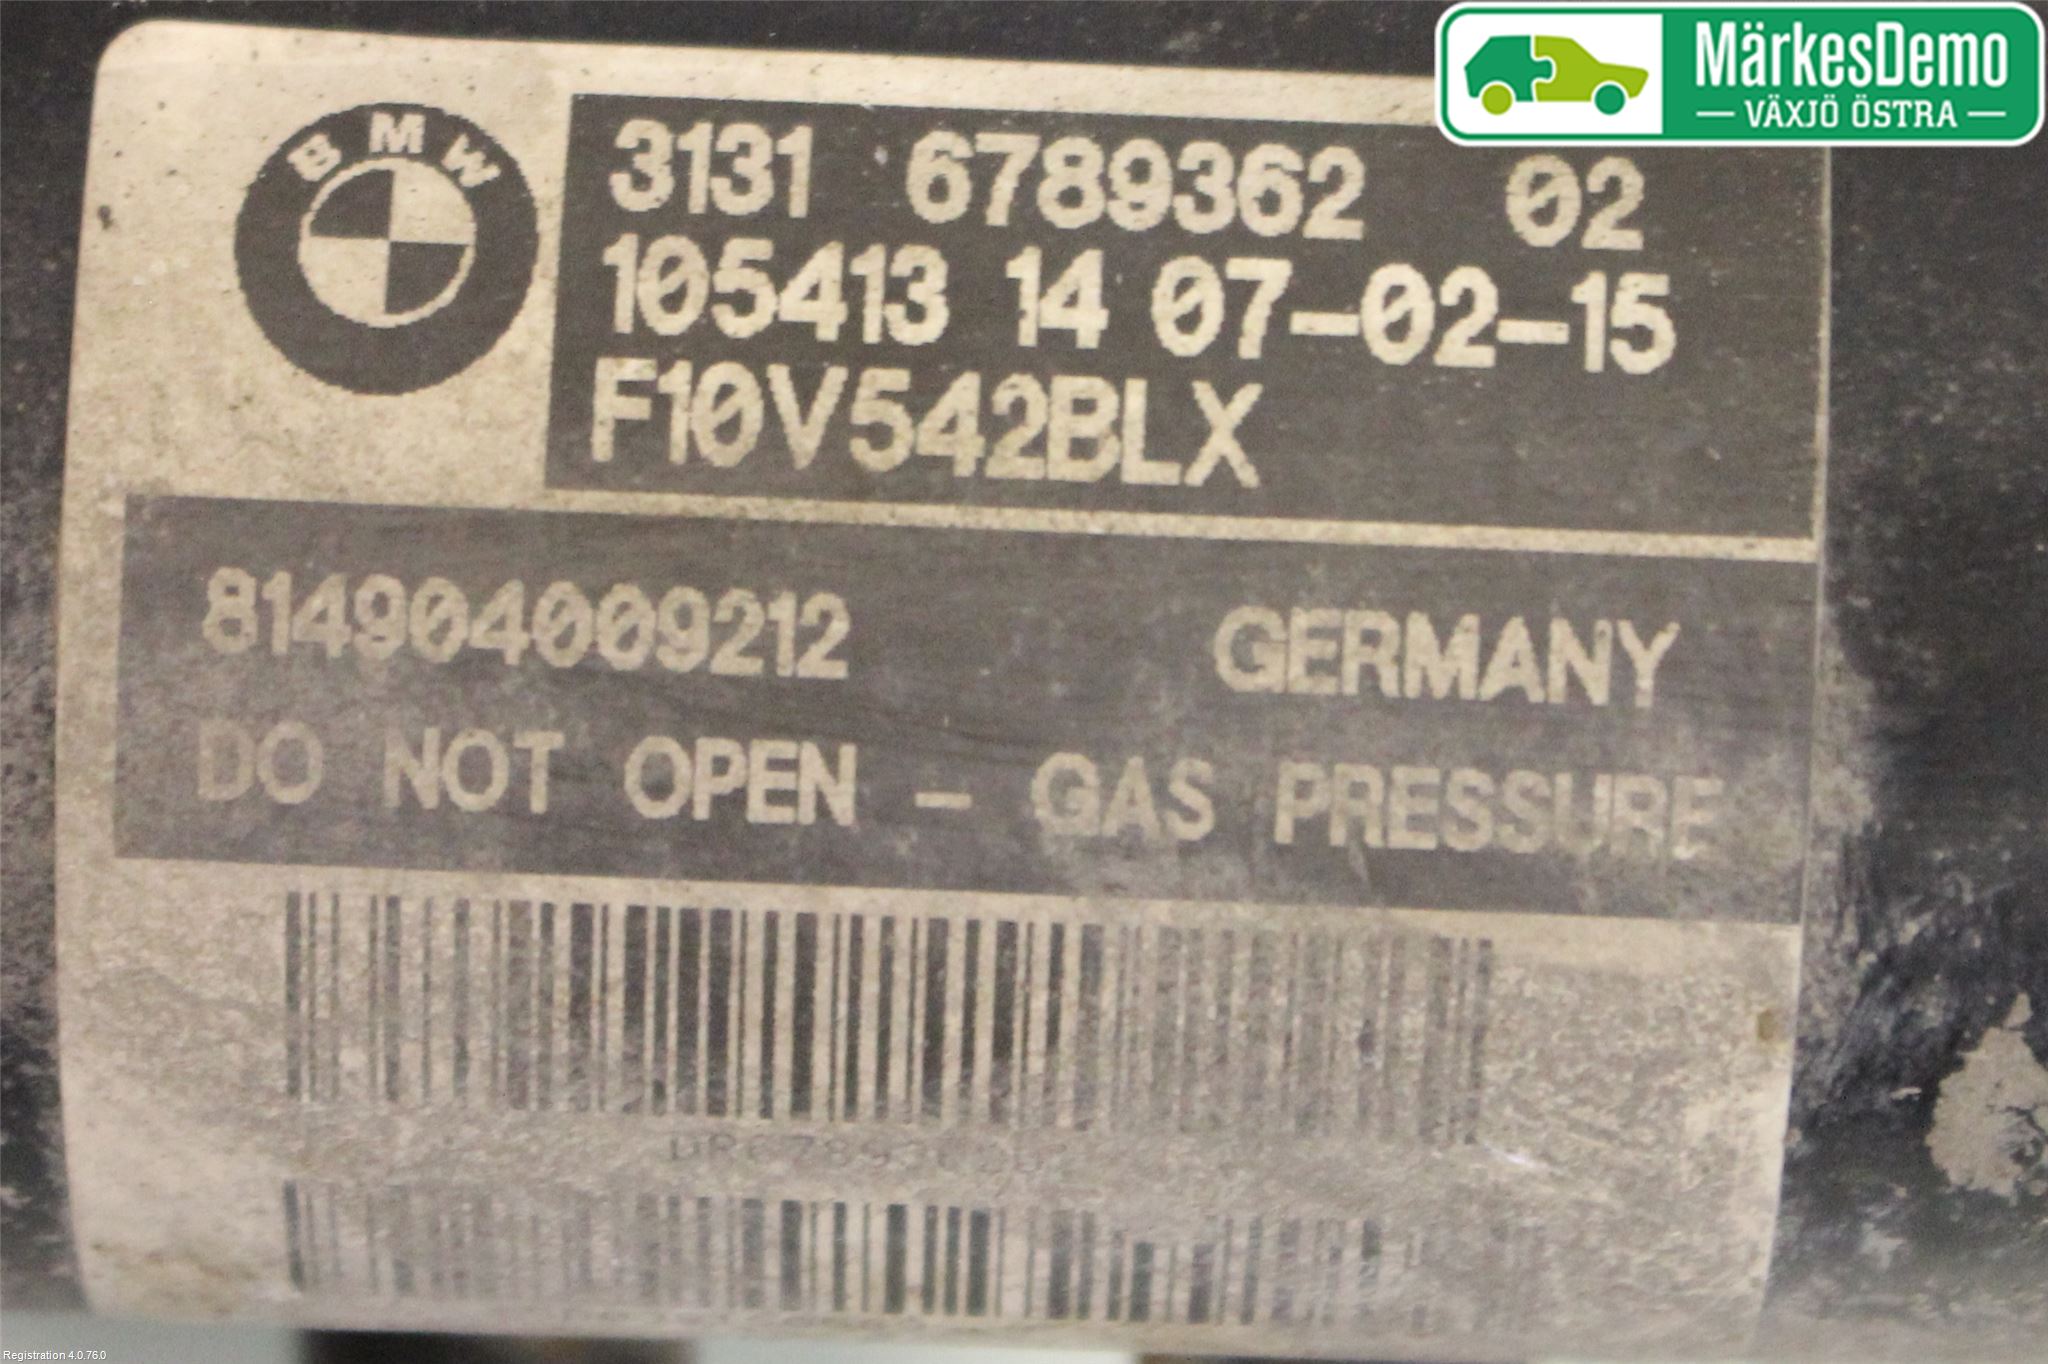 MärkesDemo
VÄXJÖ ÖSTRA
BMW
3131 6789362 02
105413 14 07-02-15
F10V542BLX
814904009212 GERMANY
DO NOT OPEN - GAS PRESSURE
Registration 4.0.76.0